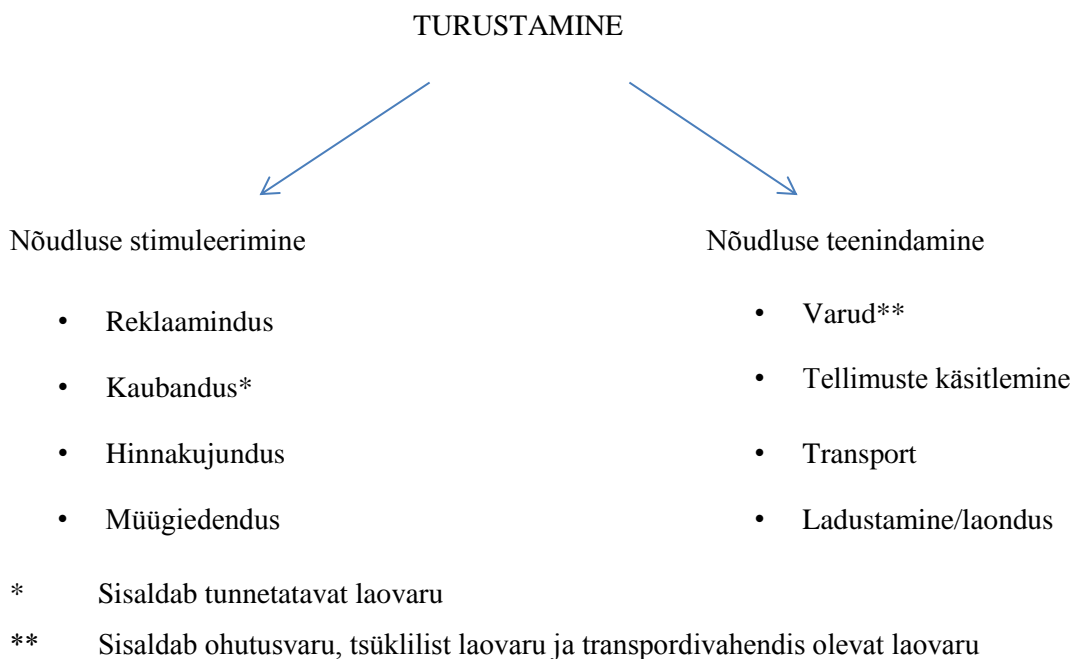 TURUSTAMINE
Nõudluse stimuleerimine
• Reklaamindus
• Kaubandus*
• Hinnakujundus
• Müügiedendus
Nõudluse teenindamine
• Varud**
• Tellimuste käsitlemine
• Transport
• Ladustamine/laondus
* Sisaldab tunnetatavat laovaru
** Sisaldab ohutusvaru, tsüklilist laovaru ja transpordivahendis olevat laovaru